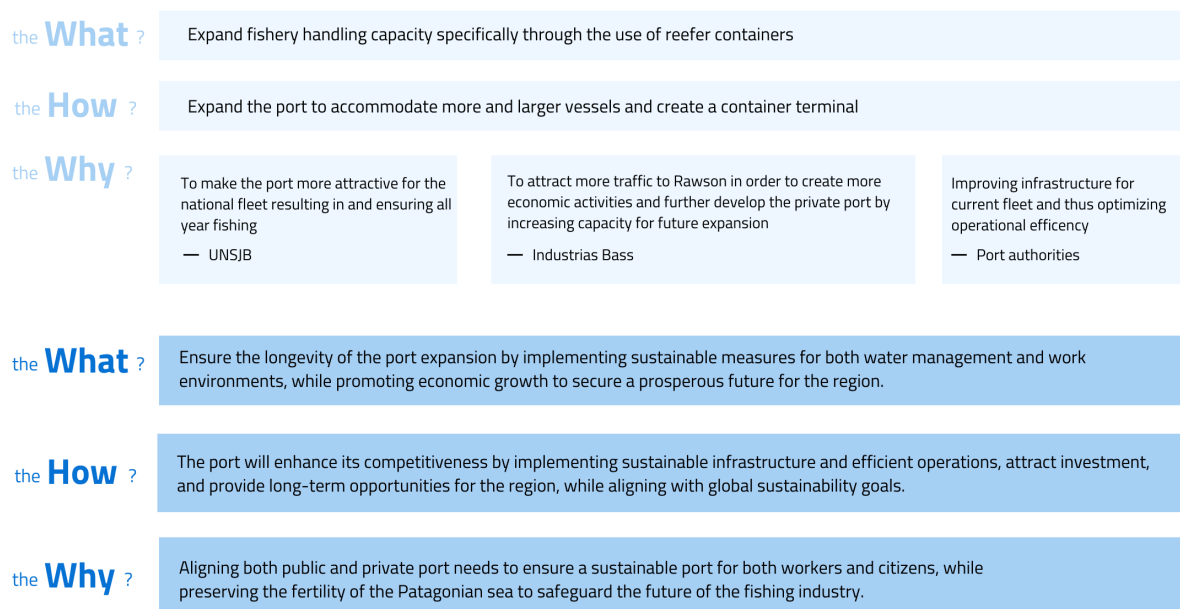 the What ?
Expand fishery handling capacity specifically through the use of reefer containers
the How ?
Expand the port to accommodate more and larger vessels and create a container terminal
the Why ?
To make the port more attractive for the
national fleet resulting in and ensuring all
year fishing
— UNSJB
To attract more traffic to Rawson in order to create more
economic activities and further develop the private port by
increasing capacity for future expansion
— Industrias Bass
Improving infrastructure for
current fleet and thus optimizing
operational efficency
— Port authorities
the What ?
Ensure the longevity of the port expansion by implementing sustainable measures for both water management and work
environments, while promoting economic growth to secure a prosperous future for the region.
the How ?
The port will enhance its competitiveness by implementing sustainable infrastructure and efficient operations, attract investment,
and provide long-term opportunities for the region, while aligning with global sustainability goals.
the Why ?
Aligning both public and private port needs to ensure a sustainable port for both workers and citizens, while
preserving the fertility of the Patagonian sea to safeguard the future of the fishing industry.